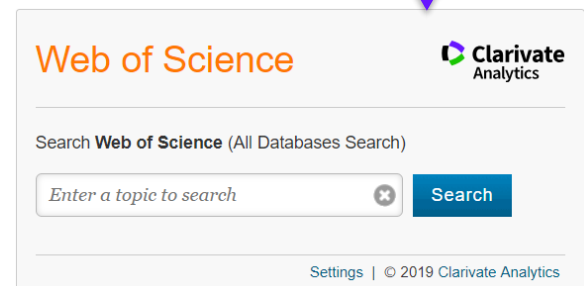 Web of Science
Clarivate
Analytics
Search Web of Science (All Databases Search)
Enter a topic to search
Search
Settings | © 2019 Clarivate Analytics